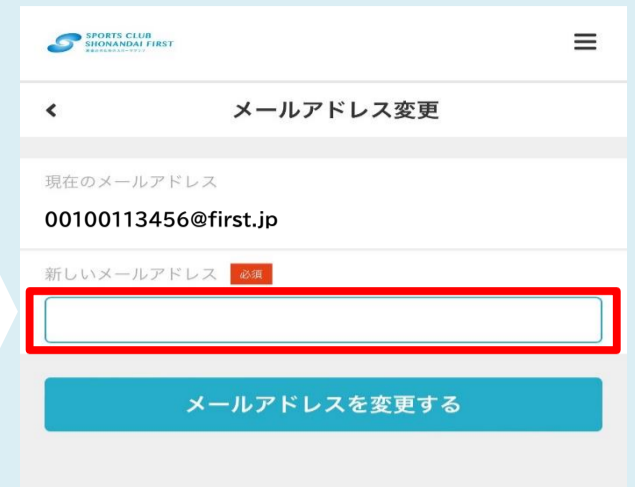 SPORTS CLUB
SHONANDAI FIRST
メールアドレス変更
現在のメールアドレス
00100113456@first.jp
新しいメールアドレス 必須
メールアドレスを変更する